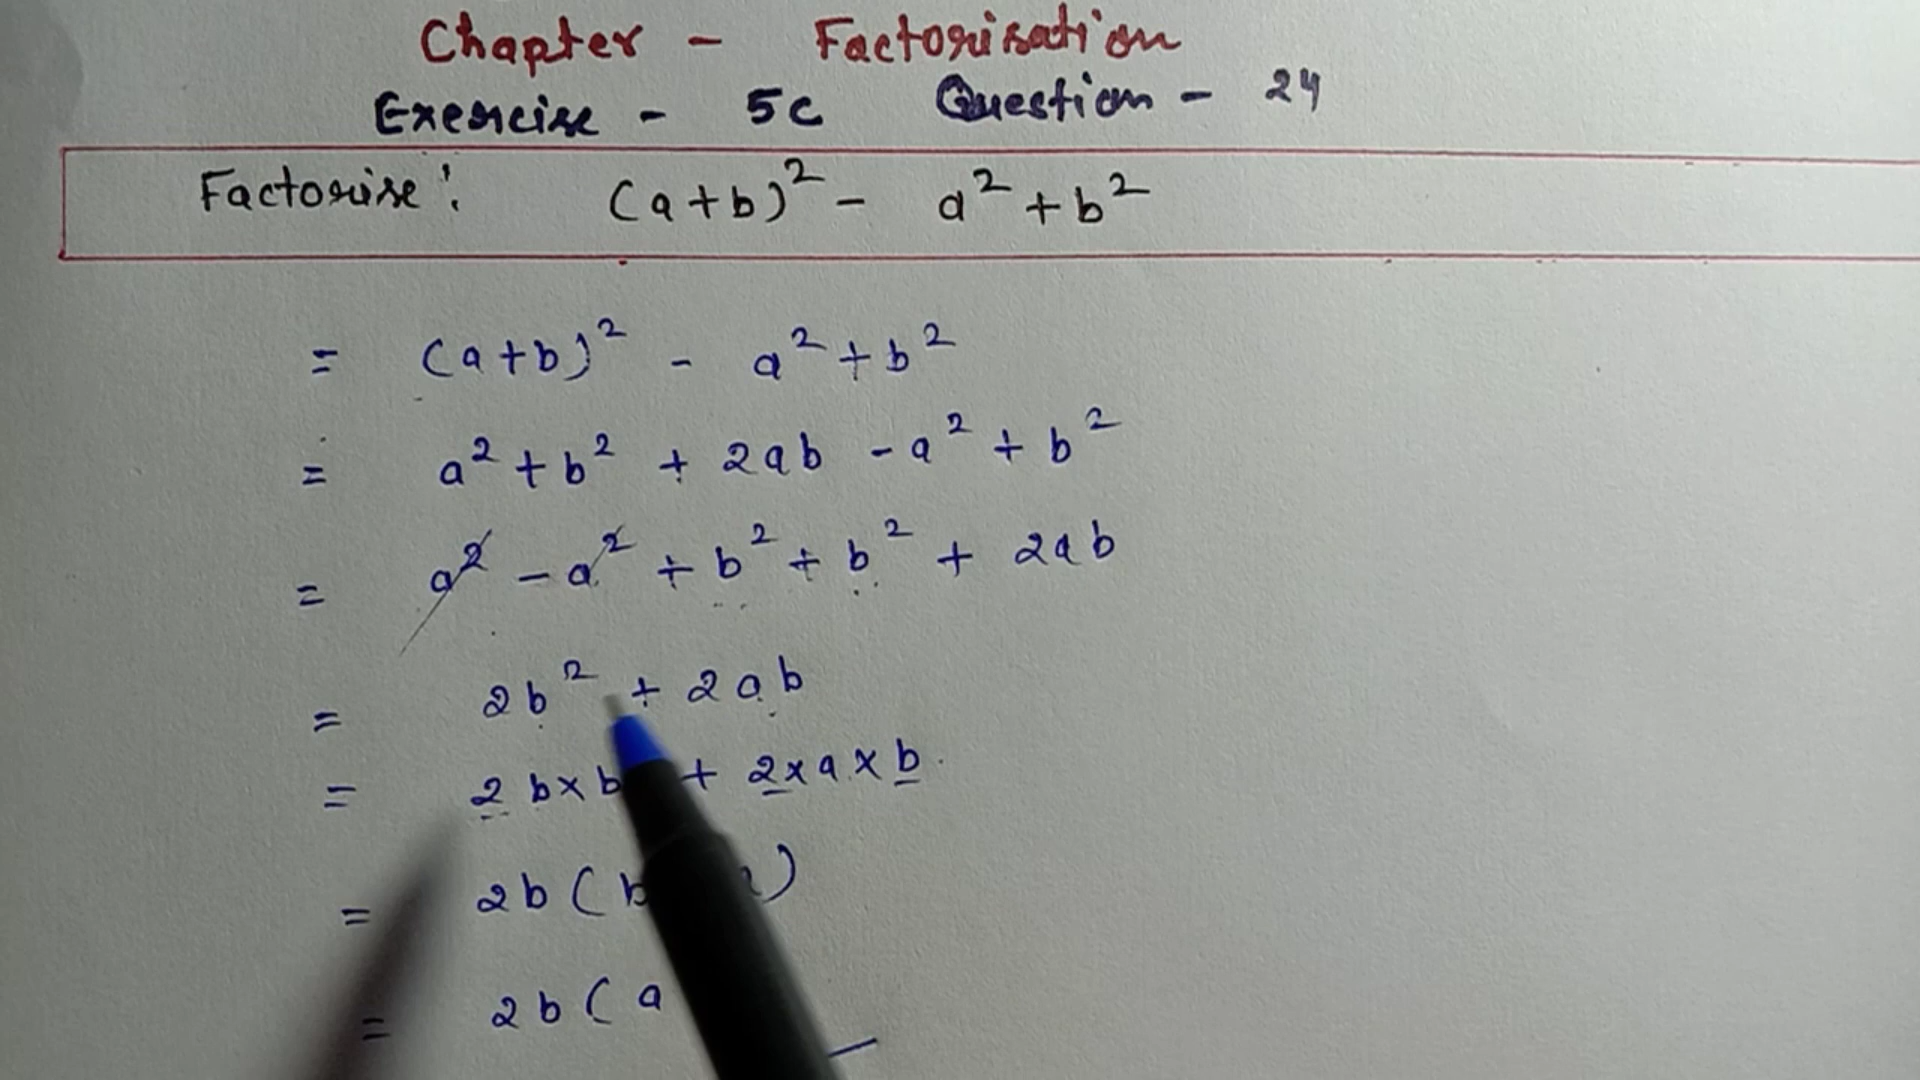 Chapter - Factorisation
Exercise - 5c Question - 24
Factorise: (a+b)² - a² + b²
= (a+b)² - a² + b²
= a² + b² + 2ab - a² + b²
= a² - a² + b² + b² + 2ab
= 2b² + 2ab
= 2 b × b + 2 × a × b
= 2b ( b )
= 2b ( a